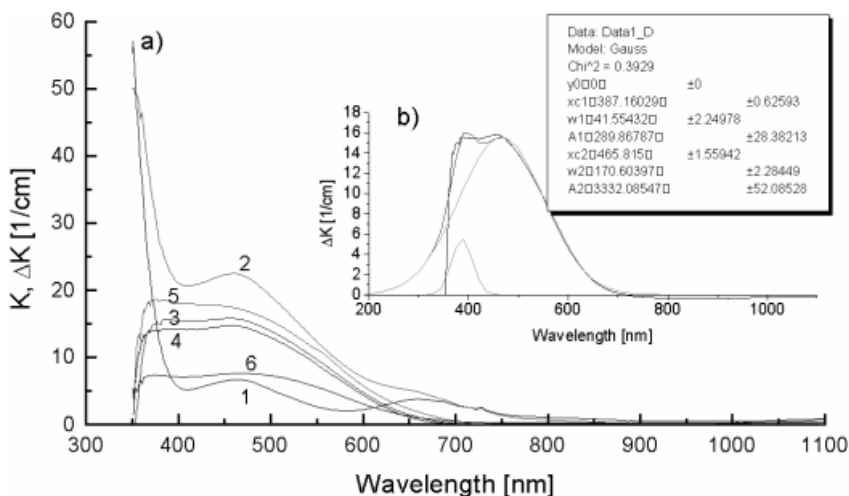 a)
K, ΔK [1/cm]
60
50
40
30
20
10
0
2
5
3
4
6
1
300 400 500 600 700 800 900 1000 1100
Wavelength [nm]
b)
ΔK [1/cm]
18
16
14
12
10
8
6
4
2
0
200 400 600 800 1000
Wavelength [nm]
Data: Data1_D
Model: Gauss
Chi^2 = 0.3929
y0□0□ ±0
xc1□387.16029□ ±0.62593
w1□41.55432□ ±2.24978
A1□289.86787□ ±28.38213
xc2□465.815□ ±1.55942
w2□170.60397□ ±2.28449
A2□3332.08547□ ±52.08528